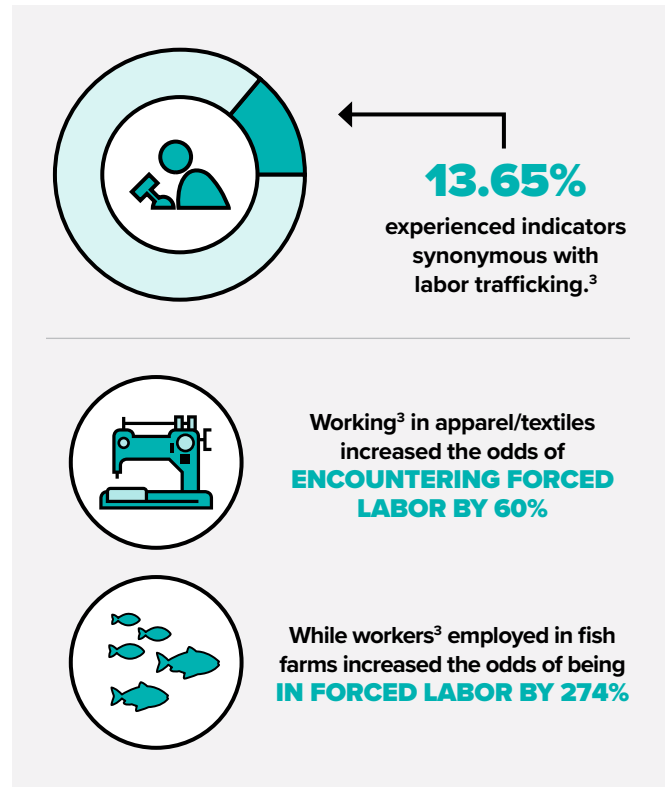 13.65%
experienced indicators
synonymous with
labor trafficking.³
Working³ in apparel/textiles
increased the odds of
ENCOUNTERING FORCED
LABOR BY 60%
While workers³ employed in fish
farms increased the odds of being
IN FORCED LABOR BY 274%